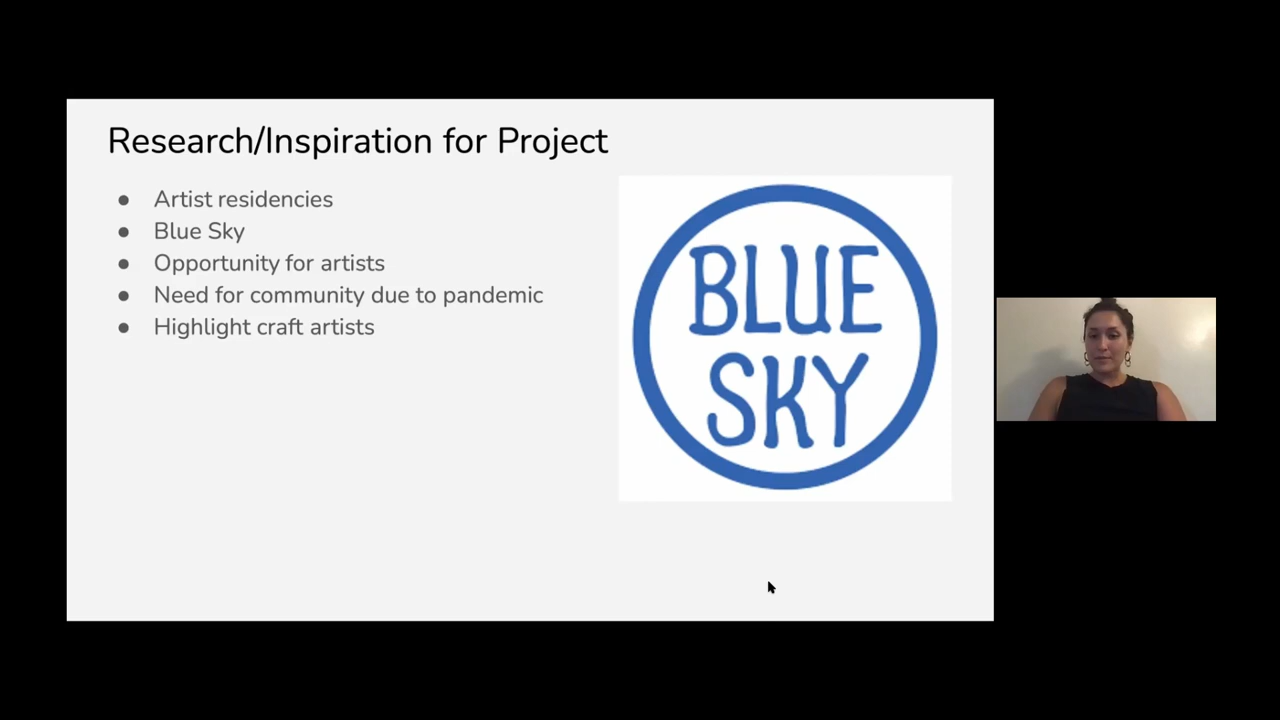 Research/Inspiration for Project
Artist residencies
Blue Sky
Opportunity for artists
Need for community due to pandemic
Highlight craft artists
BLUE
SKY